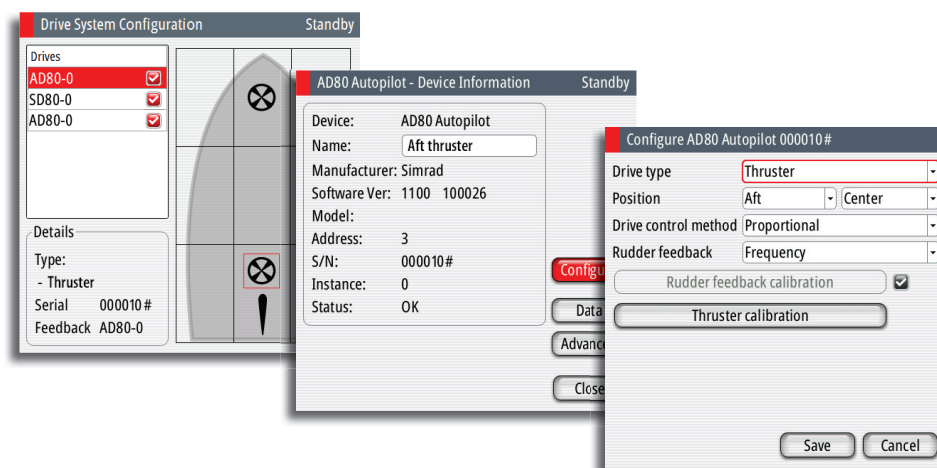 Drive System Configuration Standby
Drives
AD80-0
SD80-0
AD80-0
Details
Type:
- Thruster
Serial 000010#
Feedback AD80-0
AD80 Autopilot - Device Information Standby
Device: AD80 Autopilot
Name: Aft thruster
Manufacturer: Simrad
Software Ver: 1100 100026
Model:
Address: 3
S/N: 000010#
Instance: 0
Status: OK
Configu
Data
Advance
Close
Configure AD80 Autopilot 000010#
Drive type Thruster
Position Aft Center
Drive control method Proportional
Rudder feedback Frequency
Rudder feedback calibration
Thruster calibration
Save Cancel